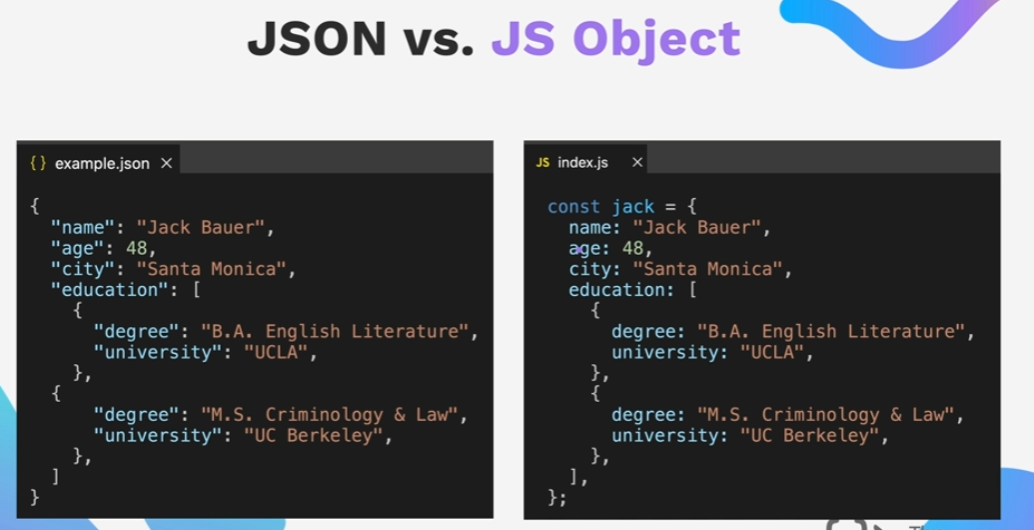 JSON vs. JS Object
{ } example.json ×
{
"name": "Jack Bauer",
"age": 48,
"city": "Santa Monica",
"education": [
{
"degree": "B.A. English Literature",
"university": "UCLA",
},
{
"degree": "M.S. Criminology & Law",
"university": "UC Berkeley",
},
]
}
JS index.js ×
const jack = {
name: "Jack Bauer",
age: 48,
city: "Santa Monica",
education: [
{
degree: "B.A. English Literature",
university: "UCLA",
},
{
degree: "M.S. Criminology & Law",
university: "UC Berkeley",
},
],
};